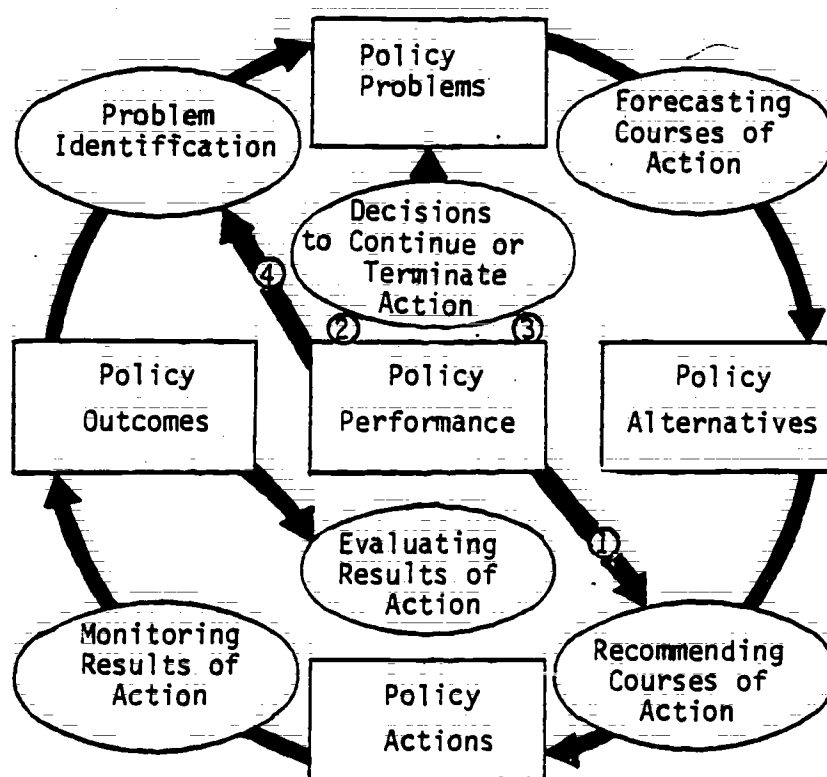 Policy
Problems
Problem
Identification
Forecasting
Courses of
Action
Decisions
to Continue or
Terminate
Action
④
②
③
Policy
Outcomes
Policy
Performance
Policy
Alternatives
①
Evaluating
Results of
Action
Monitoring
Results of
Action
Recommending
Courses of
Action
Policy
Actions